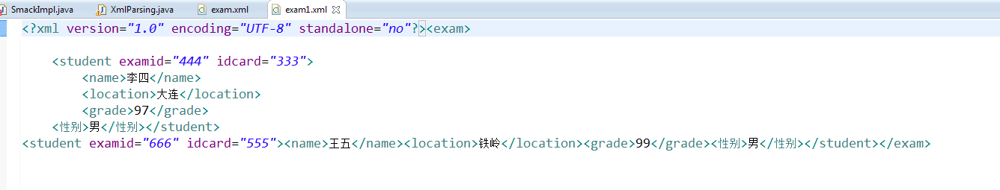 SmackImpl.java XmlParsing.java exam.xml exam1.xml
<?xml version="1.0" encoding="UTF-8" standalone="no"?><exam>
<student examid="444" idcard="333">
<name>李四</name>
<location>大连</location>
<grade>97</grade>
<性别>男</性别></student>
<student examid="666" idcard="555"><name>王五</name><location>铁岭</location><grade>99</grade><性别>男</性别></student></exam>